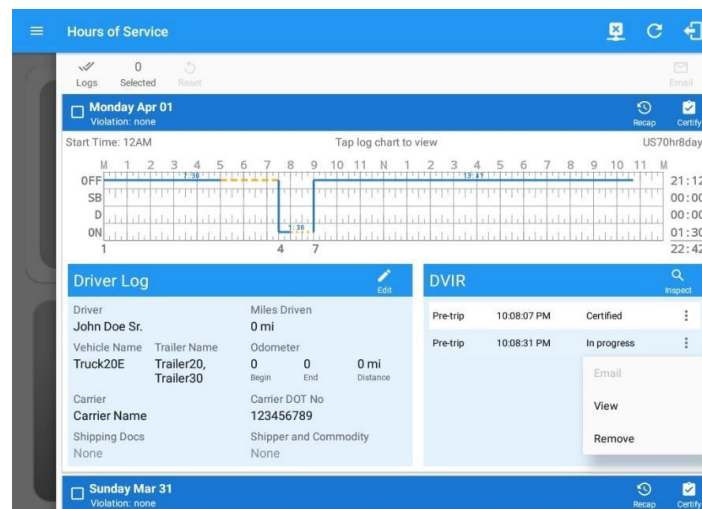 Hours of Service
Logs
0
Selected
Reset
Email
Monday Apr 01
Violation: none
Recap
Certify
Start Time: 12AM
Tap log chart to view
US70hr8day
M 1 2 3 4 5 6 7 8 9 10 11 N 1 2 3 4 5 6 7 8 9 10 11 M
OFF 7:30 13:41 21:12
SB 00:00
D 00:00
ON 1:30 01:30
1 4 7 22:42
Driver Log
Edit
Driver
John Doe Sr.
Miles Driven
0 mi
Vehicle Name
Truck20E
Trailer Name
Trailer20,
Trailer30
Odometer
0 0 0 mi
Begin End Distance
Carrier
Carrier Name
Carrier DOT No
123456789
Shipping Docs
None
Shipper and Commodity
None
DVIR
Inspect
Pre-trip 10:08:07 PM Certified
Pre-trip 10:08:31 PM In progress
Email
View
Remove
Sunday Mar 31
Violation: none
Recap
Certify